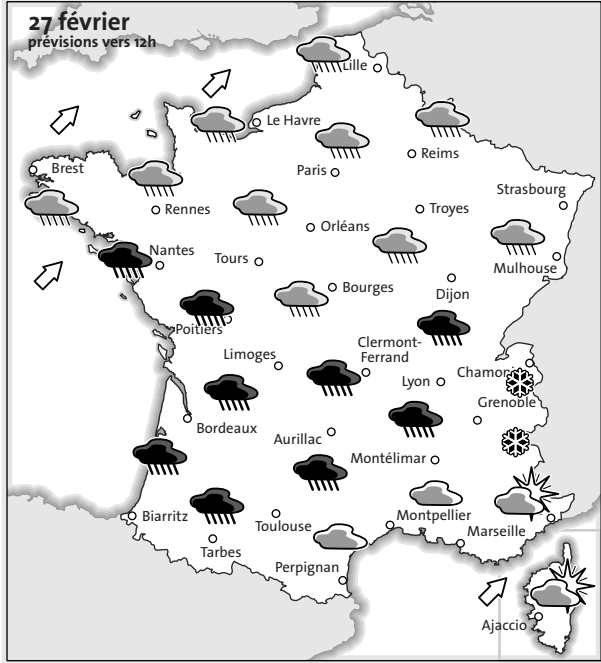 27 février
prévisions vers 12h
Lille
Le Havre
Reims
Paris
Brest
Strasbourg
Rennes
Troyes
Orléans
Nantes
Tours
Mulhouse
Bourges
Dijon
Poitiers
Clermont-
Ferrand
Limoges
Lyon
Grenoble
Bordeaux
Aurillac
Montélimar
Biarritz
Toulouse
Montpellier
Marseille
Tarbes
Perpignan
Ajaccio